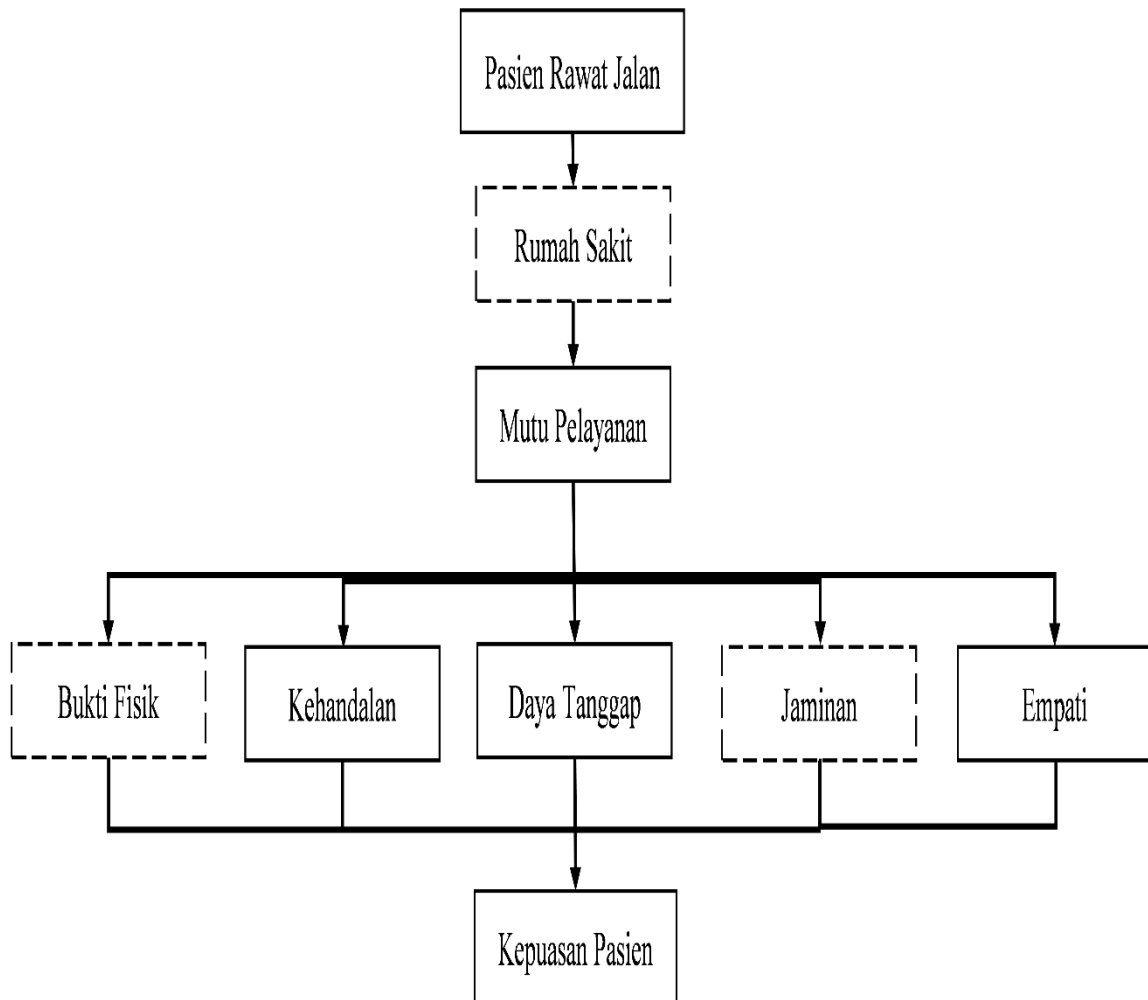 Pasien Rawat Jalan
Rumah Sakit
Mutu Pelayanan
Bukti Fisik
Kehandalan
Daya Tanggap
Jaminan
Empati
Kepuasan Pasien